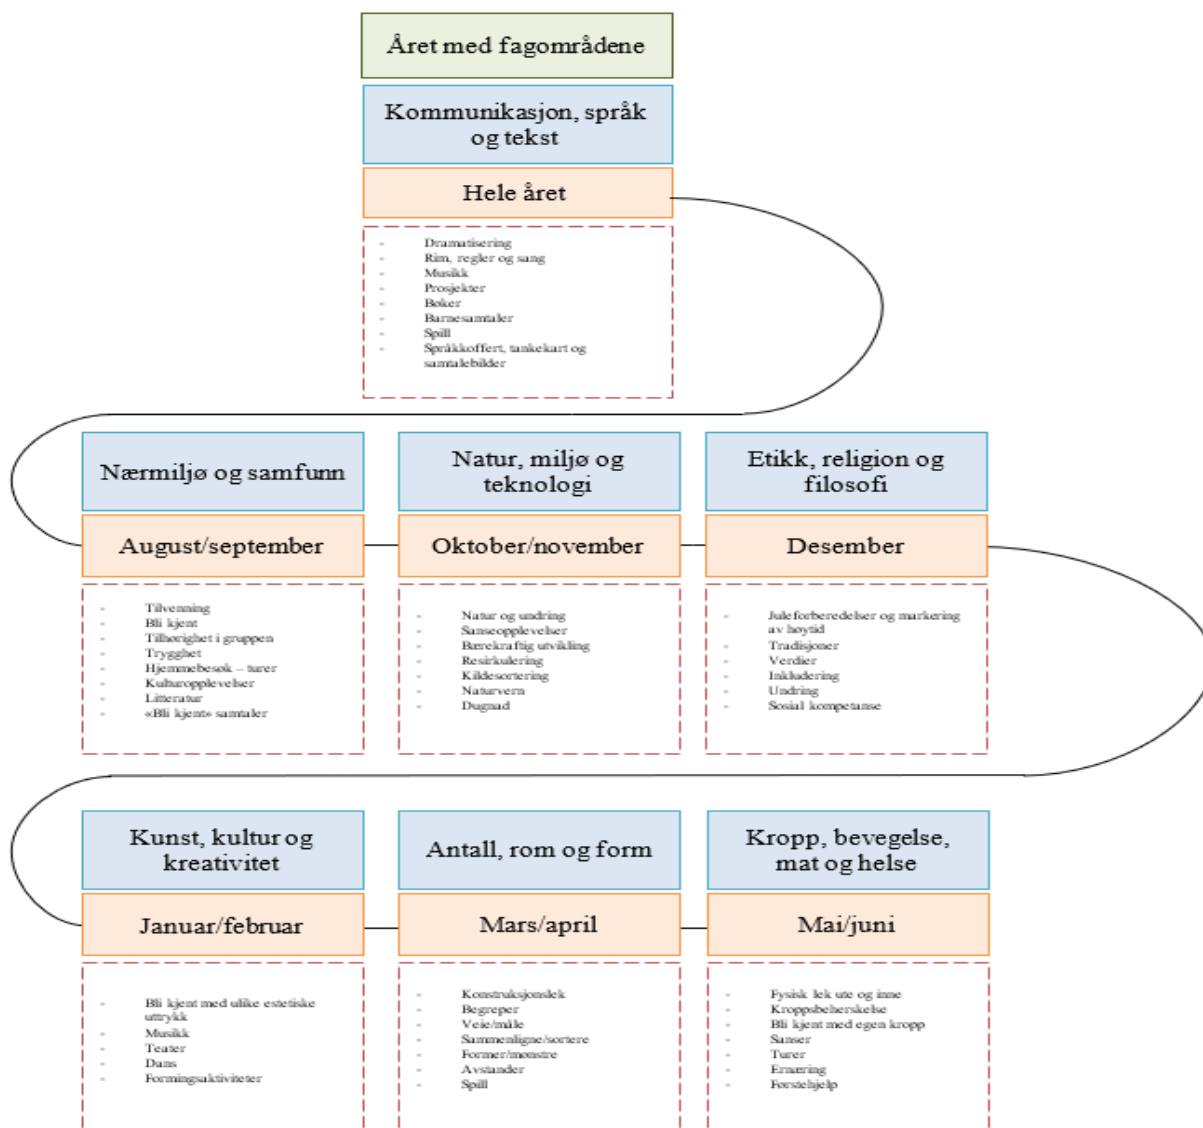 Året med fagområdene
Kommunikasjon, språk
og tekst
Hele året
- Dramatisering
- Rim, regler og sang
- Musikk
- Prosjekter
- Bøker
- Barnesamtaler
- Spill
- Språkkoffert, tankekart og
samtalebilder
Nærmiljø og samfunn
August/september
- Tilvenning
- Bli kjent
- Tilhørighet i gruppen
- Trygghet
- Hjemmebesøk – turer
- Kulturopplevelser
- Litteratur
- «Bli kjent» samtaler
Natur, miljø og
teknologi
Oktober/november
- Natur og undring
- Sanseopplevelser
- Bærekraftig utvikling
- Resirkulering
- Kildesortering
- Naturvern
- Dugnad
Etikk, religion og
filosofi
Desember
- Juleforberedelser og markering
av høytid
- Tradisjoner
- Verdier
- Inkludering
- Undring
- Sosial kompetanse
Kunst, kultur og
kreativitet
Januar/februar
- Bli kjent med ulike estetiske
uttrykk
- Musikk
- Teater
- Dans
- Formingsaktiviteter
Antall, rom og form
Mars/april
- Konstruksjonslek
- Begreper
- Veie/måle
- Sammenligne/sortere
- Former/mønstre
- Avstander
- Spill
Kropp, bevegelse,
mat og helse
Mai/juni
- Fysisk lek ute og inne
- Kroppsbeherskelse
- Bli kjent med egen kropp
- Sanser
- Turer
- Ernæring
- Førstehjelp